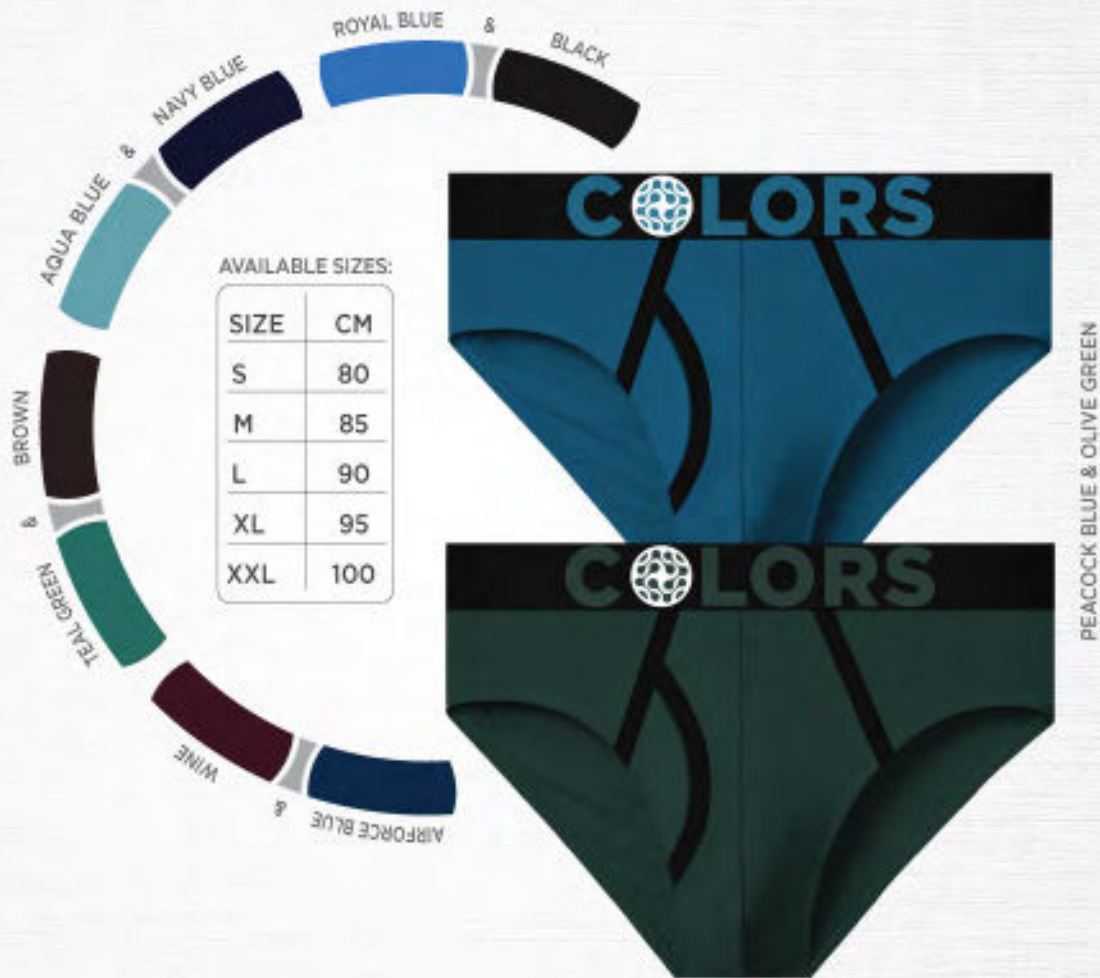 ROYAL BLUE & BLACK
AQUA BLUE & NAVY BLUE
BROWN & TEAL GREEN
WINE & AIRFORCE BLUE
AVAILABLE SIZES:
SIZE CM
S 80
M 85
L 90
XL 95
XXL 100
COLORS
COLORS
PEACOCK BLUE & OLIVE GREEN